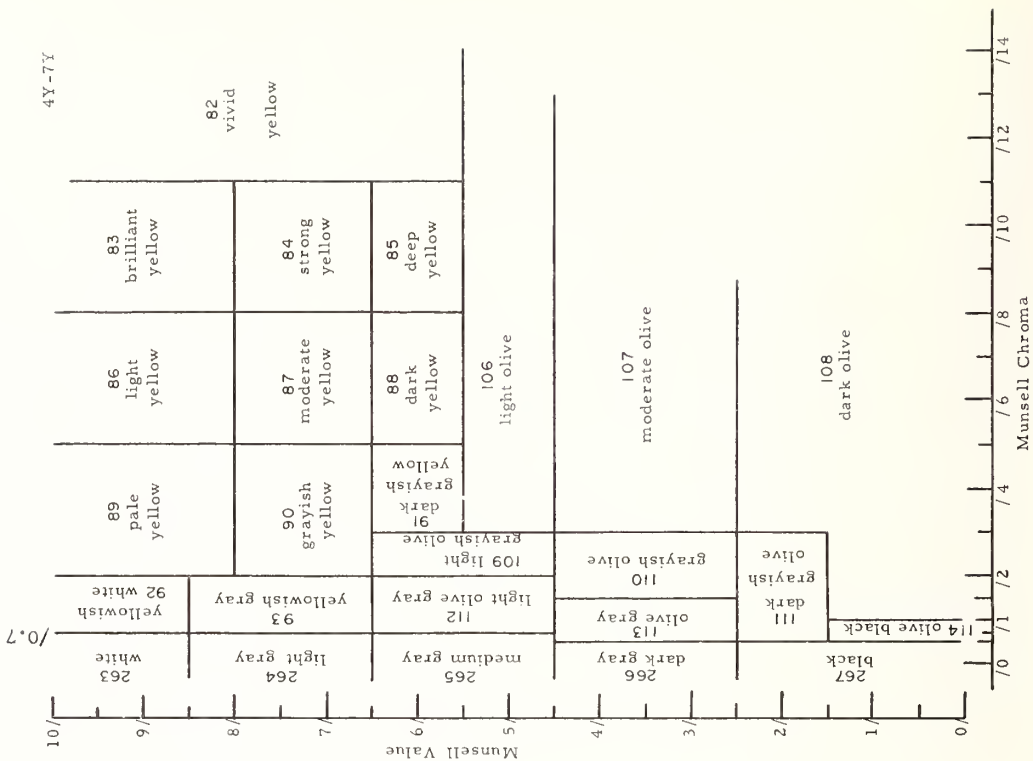 4Y-7Y
82
vivid
yellow
83
brilliant
yellow
84
strong
yellow
85
deep
yellow
86
light
yellow
87
moderate
yellow
88
dark
yellow
89
pale
yellow
90
grayish
yellow
91
dark
grayish
yellow
92 white
yellowish
93
yellowish gray
106
light olive
107
moderate olive
108
dark olive
109 light
grayish olive
110
grayish olive
111
dark
grayish
olive
112
light olive gray
113
olive gray
114 olive black
263
white
264
light gray
265
medium gray
266
dark gray
267
black
/0.7
10/
9/
8/
7/
6/
5/
4/
3/
2/
1/
0/
Munsell Value
/0
/1
/2
/4
/6
/8
/10
/12
/14
Munsell Chroma